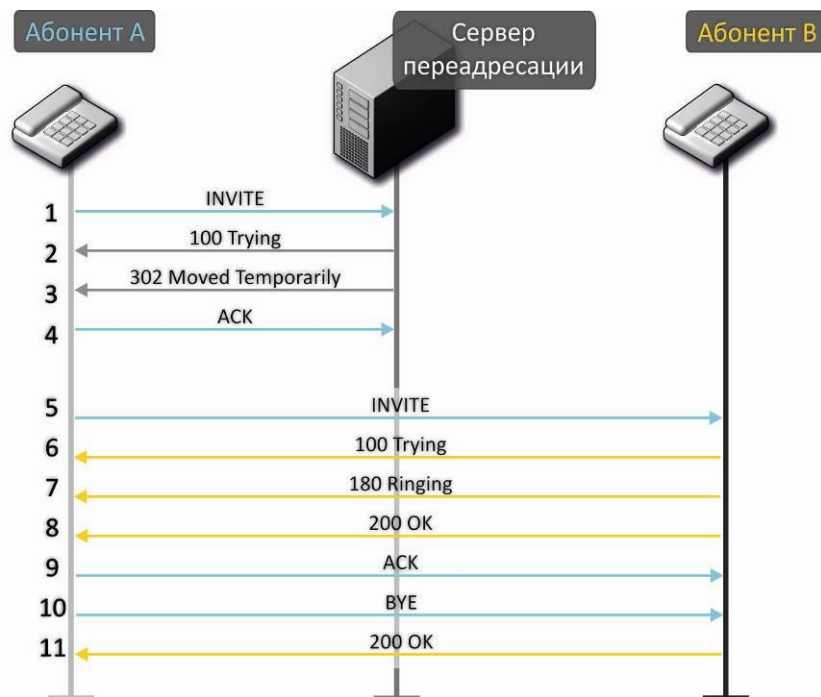 Абонент А
Сервер
переадресации
Абонент В
1 INVITE
2 100 Trying
3 302 Moved Temporarily
4 ACK
5 INVITE
6 100 Trying
7 180 Ringing
8 200 OK
9 ACK
10 BYE
11 200 OK